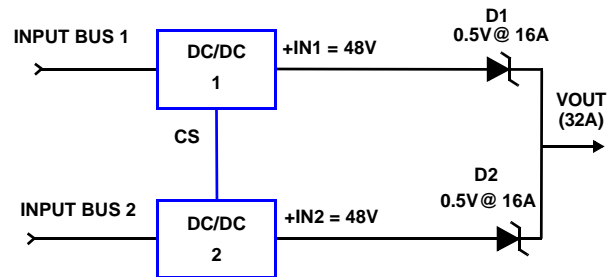 D1
0.5V @ 16A
INPUT BUS 1
DC/DC
1
+IN1 = 48V
VOUT
(32A)
CS
D2
0.5V @ 16A
INPUT BUS 2
DC/DC
2
+IN2 = 48V